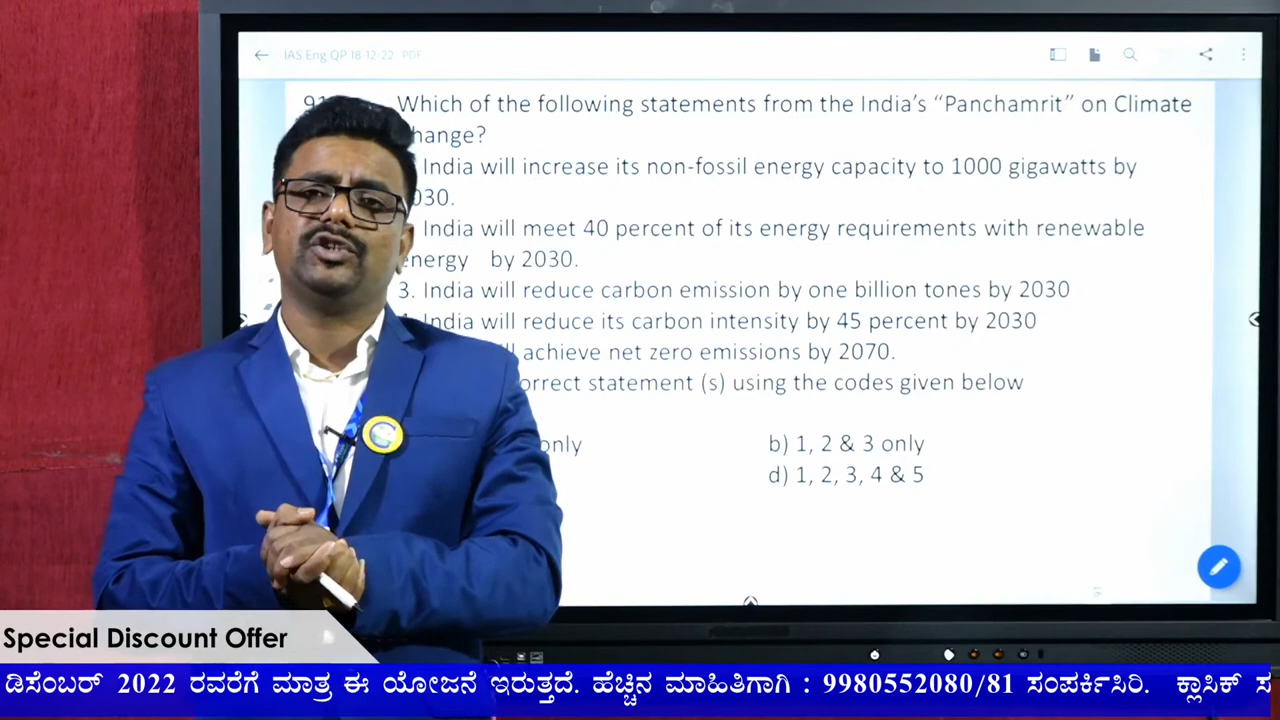 IAS Eng QP 18-12-22 PDF
91 Which of the following statements from the India's “Panchamrit” on Climate
hange?
India will increase its non-fossil energy capacity to 1000 gigawatts by
030.
India will meet 40 percent of its energy requirements with renewable
energy by 2030.
3. India will reduce carbon emission by one billion tones by 2030
India will reduce its carbon intensity by 45 percent by 2030
achieve net zero emissions by 2070.
orrect statement (s) using the codes given below
only b) 1, 2 & 3 only
d) 1, 2, 3, 4 & 5
Special Discount Offer
ಡಿಸೆಂಬರ್ 2022 ರವರೆಗೆ ಮಾತ್ರ ಈ ಯೋಜನೆ ಇರುತ್ತದೆ. ಹೆಚ್ಚಿನ ಮಾಹಿತಿಗಾಗಿ : 9980552080/81 ಸಂಪರ್ಕಿಸಿರಿ. ಕ್ಲಾಸಿಕ್ ಸ